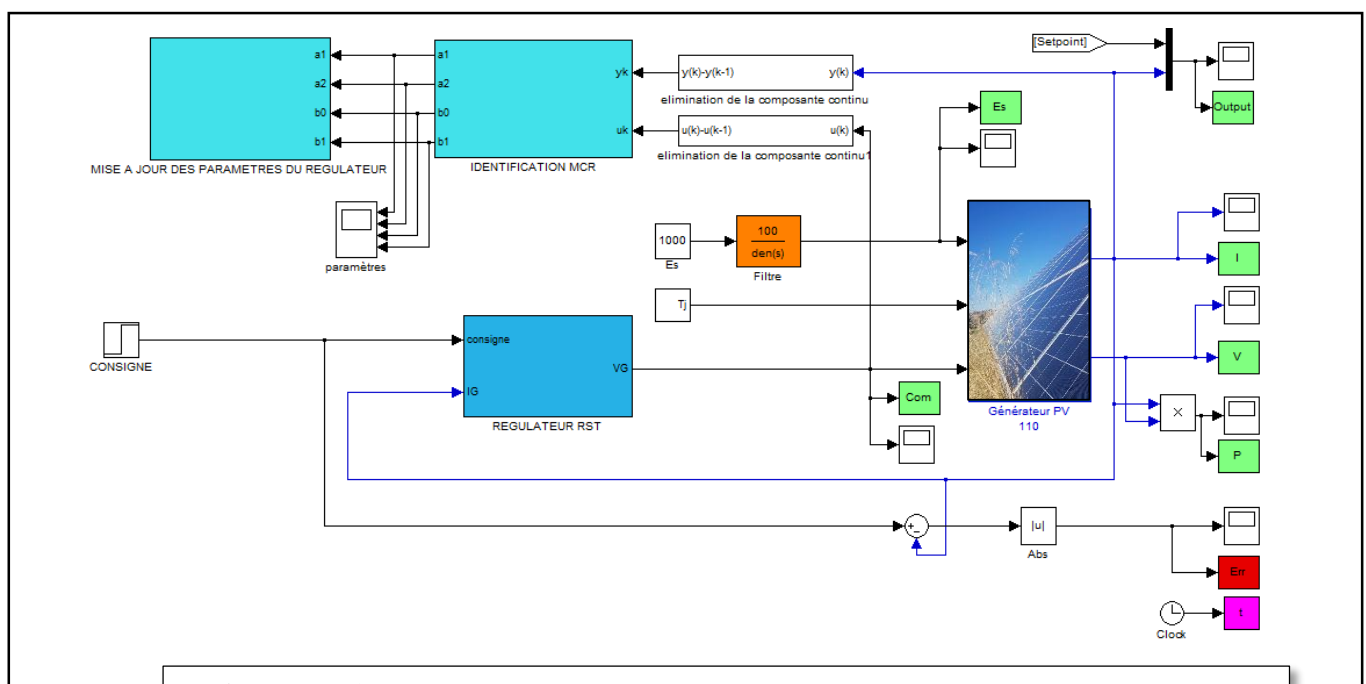 [Setpoint]
Output
a1
a2
b0
b1
MISE A JOUR DES PARAMETRES DU REGULATEUR
a1
a2
b0
b1
yk
uk
IDENTIFICATION MCR
y(k)-y(k-1) y(k)
elimination de la composante continu
u(k)-u(k-1) u(k)
elimination de la composante continu1
Es
paramètres
1000
Es
100
den(s)
Filtre
Tj
I
V
P
CONSIGNE
consigne
IG
VG
REGULATEUR RST
Com
Générateur PV
110
×
+
_
|u|
Abs
Err
Clock
t